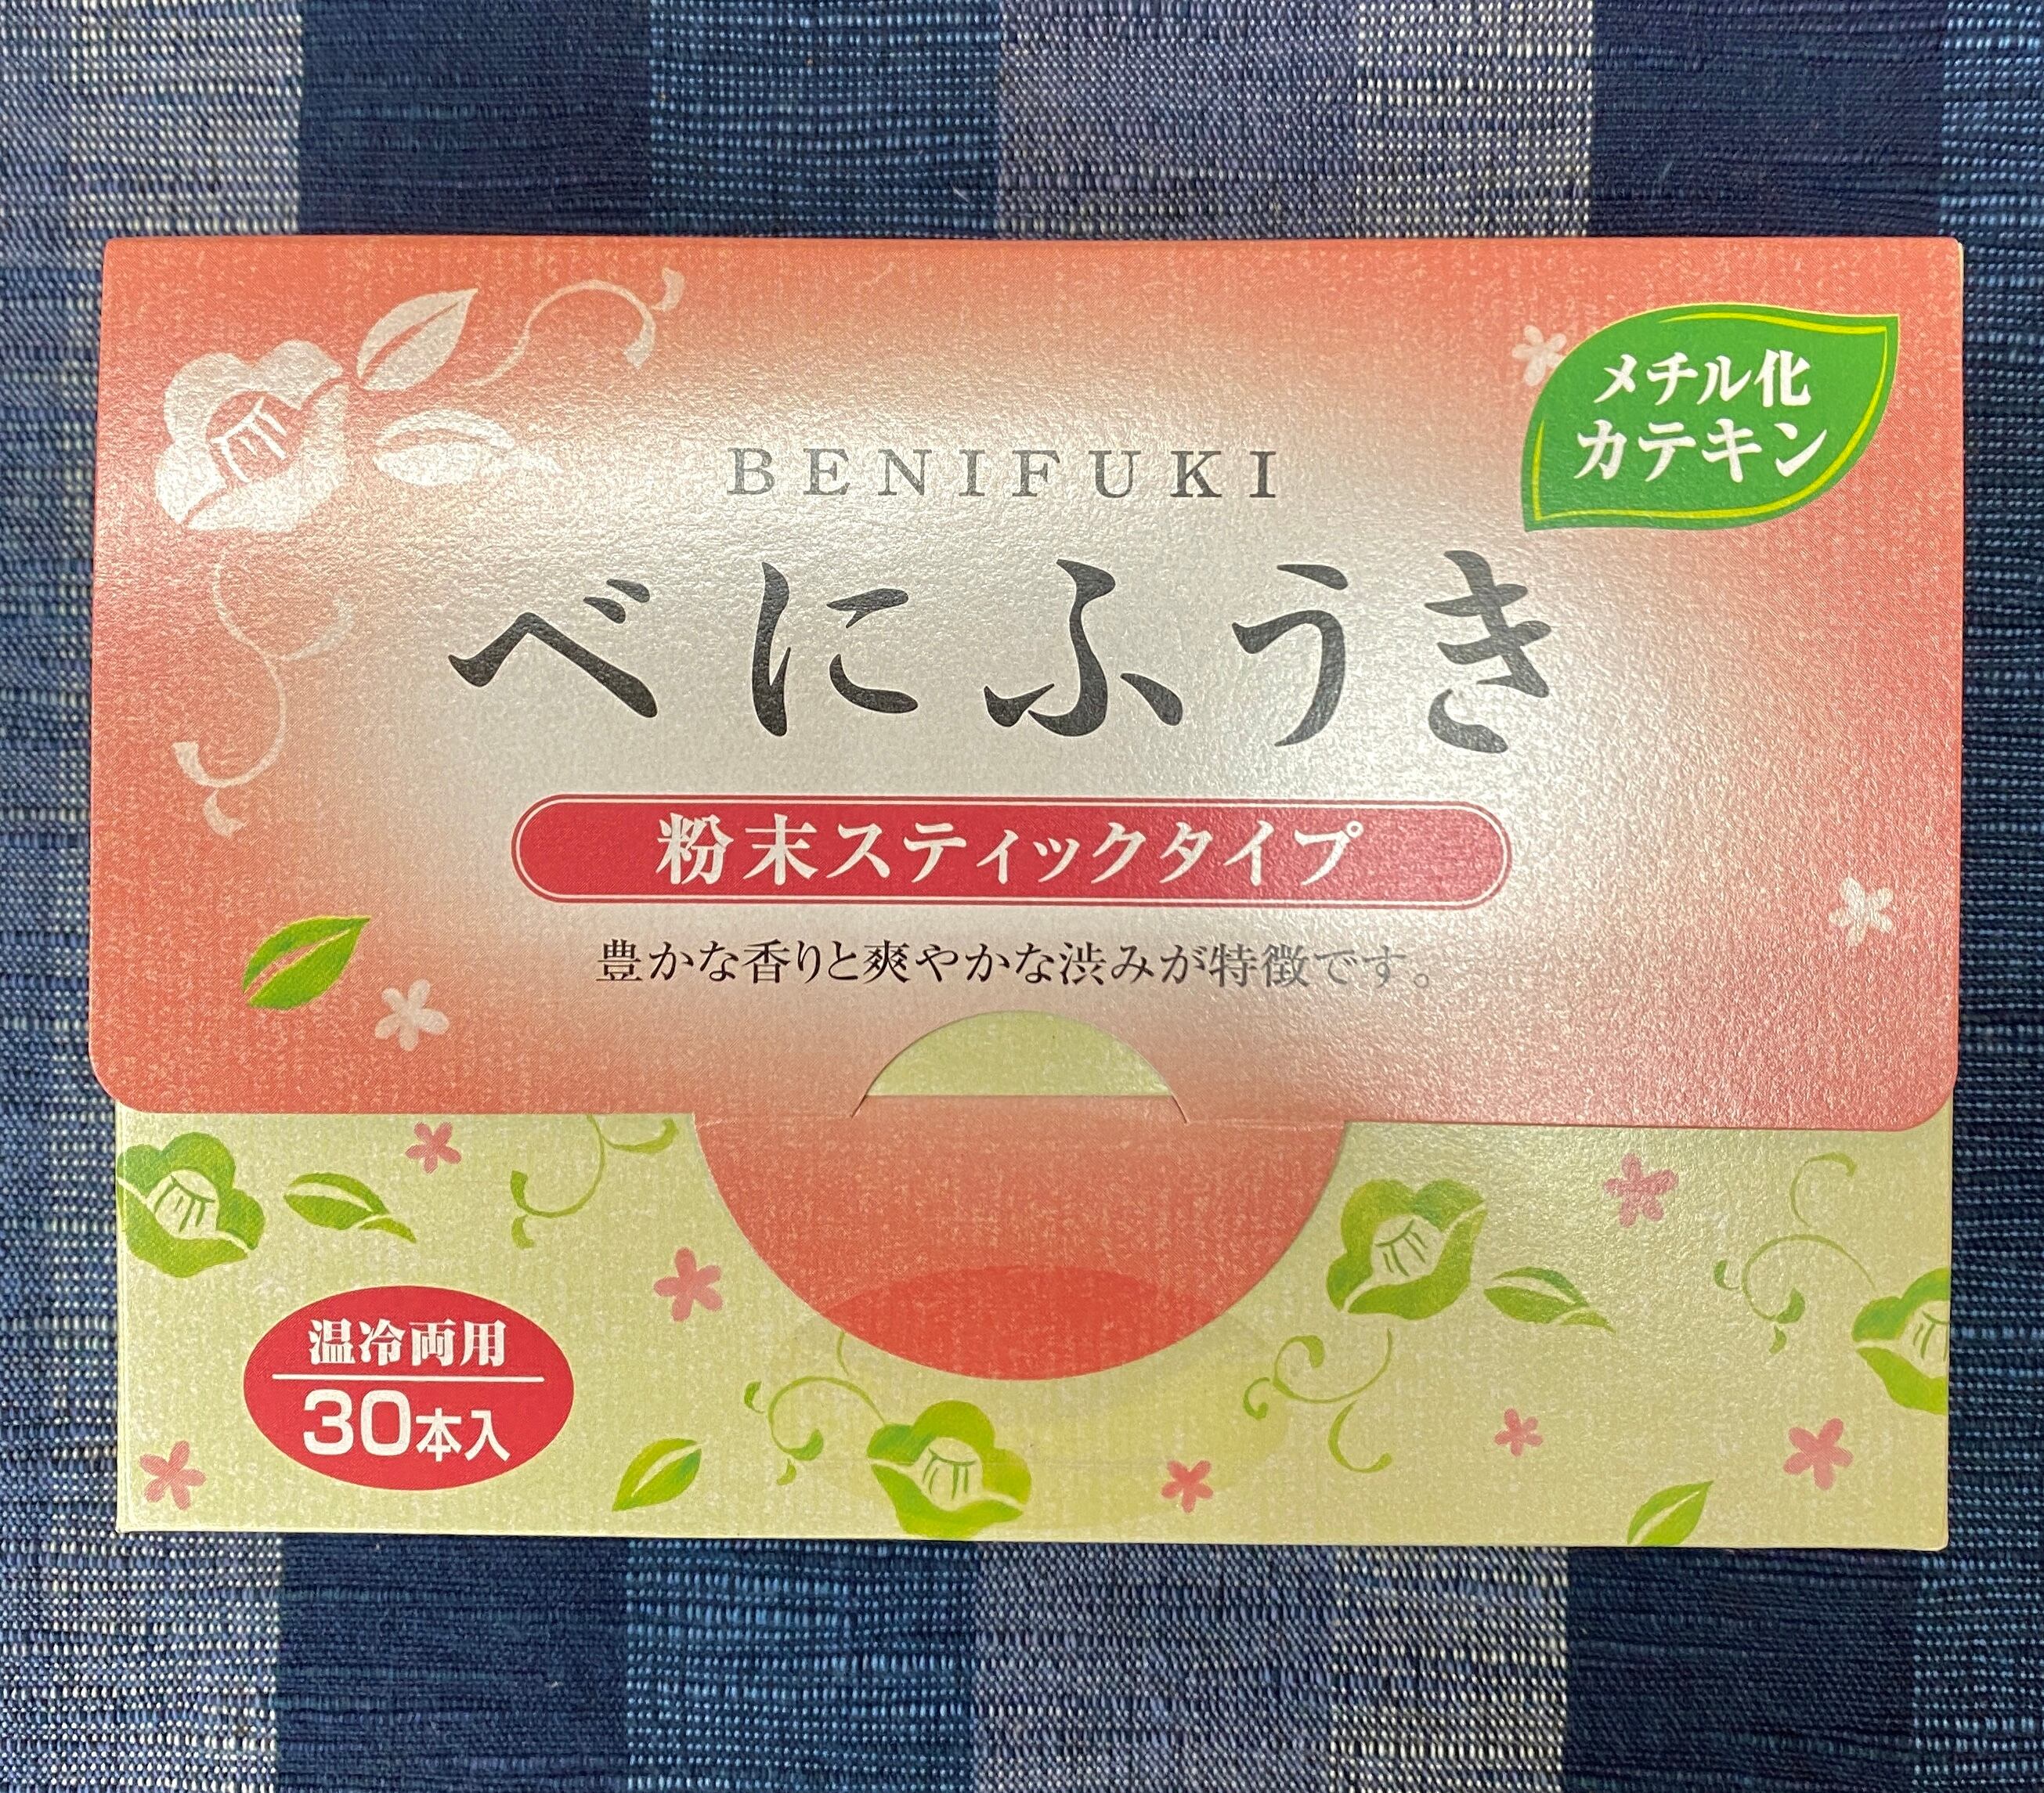 メチル化
カテキン
BENIFUKI
べにふうき
粉末スティックタイプ
豊かな香りと爽やかな渋みが特徴です。
温冷両用
30本入